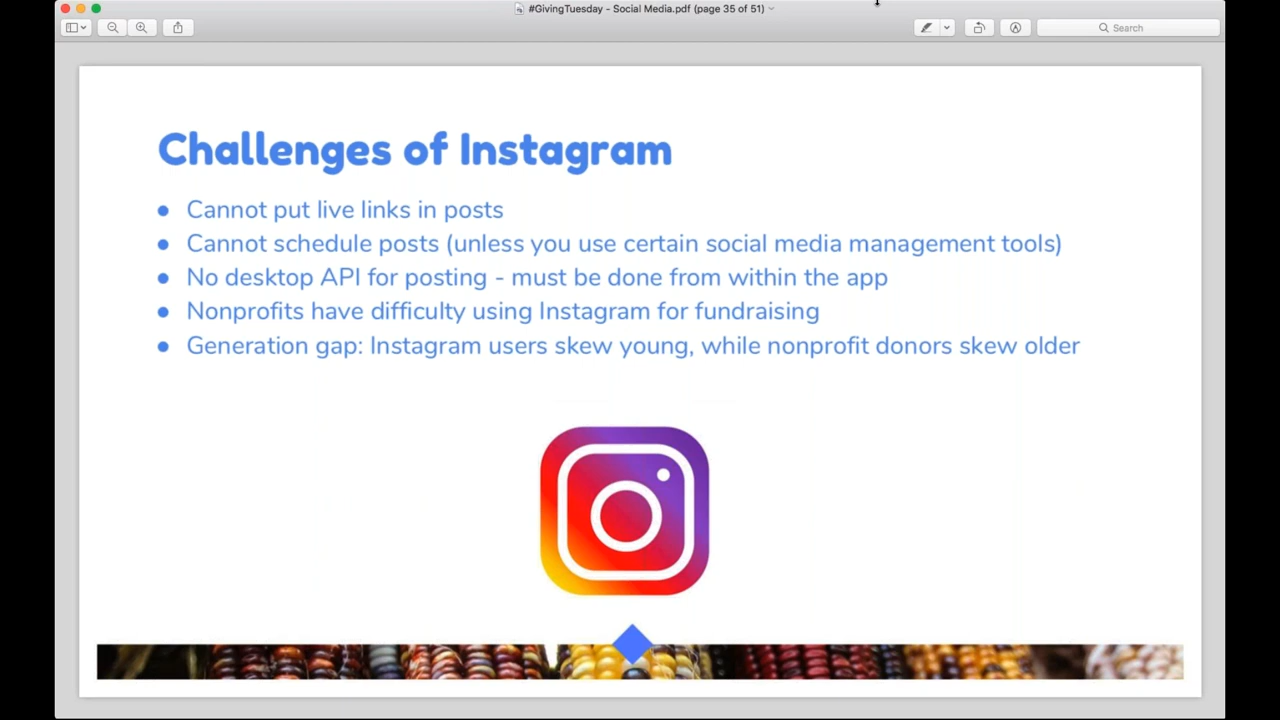 #GivingTuesday - Social Media.pdf (page 35 of 51)
Search
Challenges of Instagram
● Cannot put live links in posts
● Cannot schedule posts (unless you use certain social media management tools)
● No desktop API for posting - must be done from within the app
● Nonprofits have difficulty using Instagram for fundraising
● Generation gap: Instagram users skew young, while nonprofit donors skew older